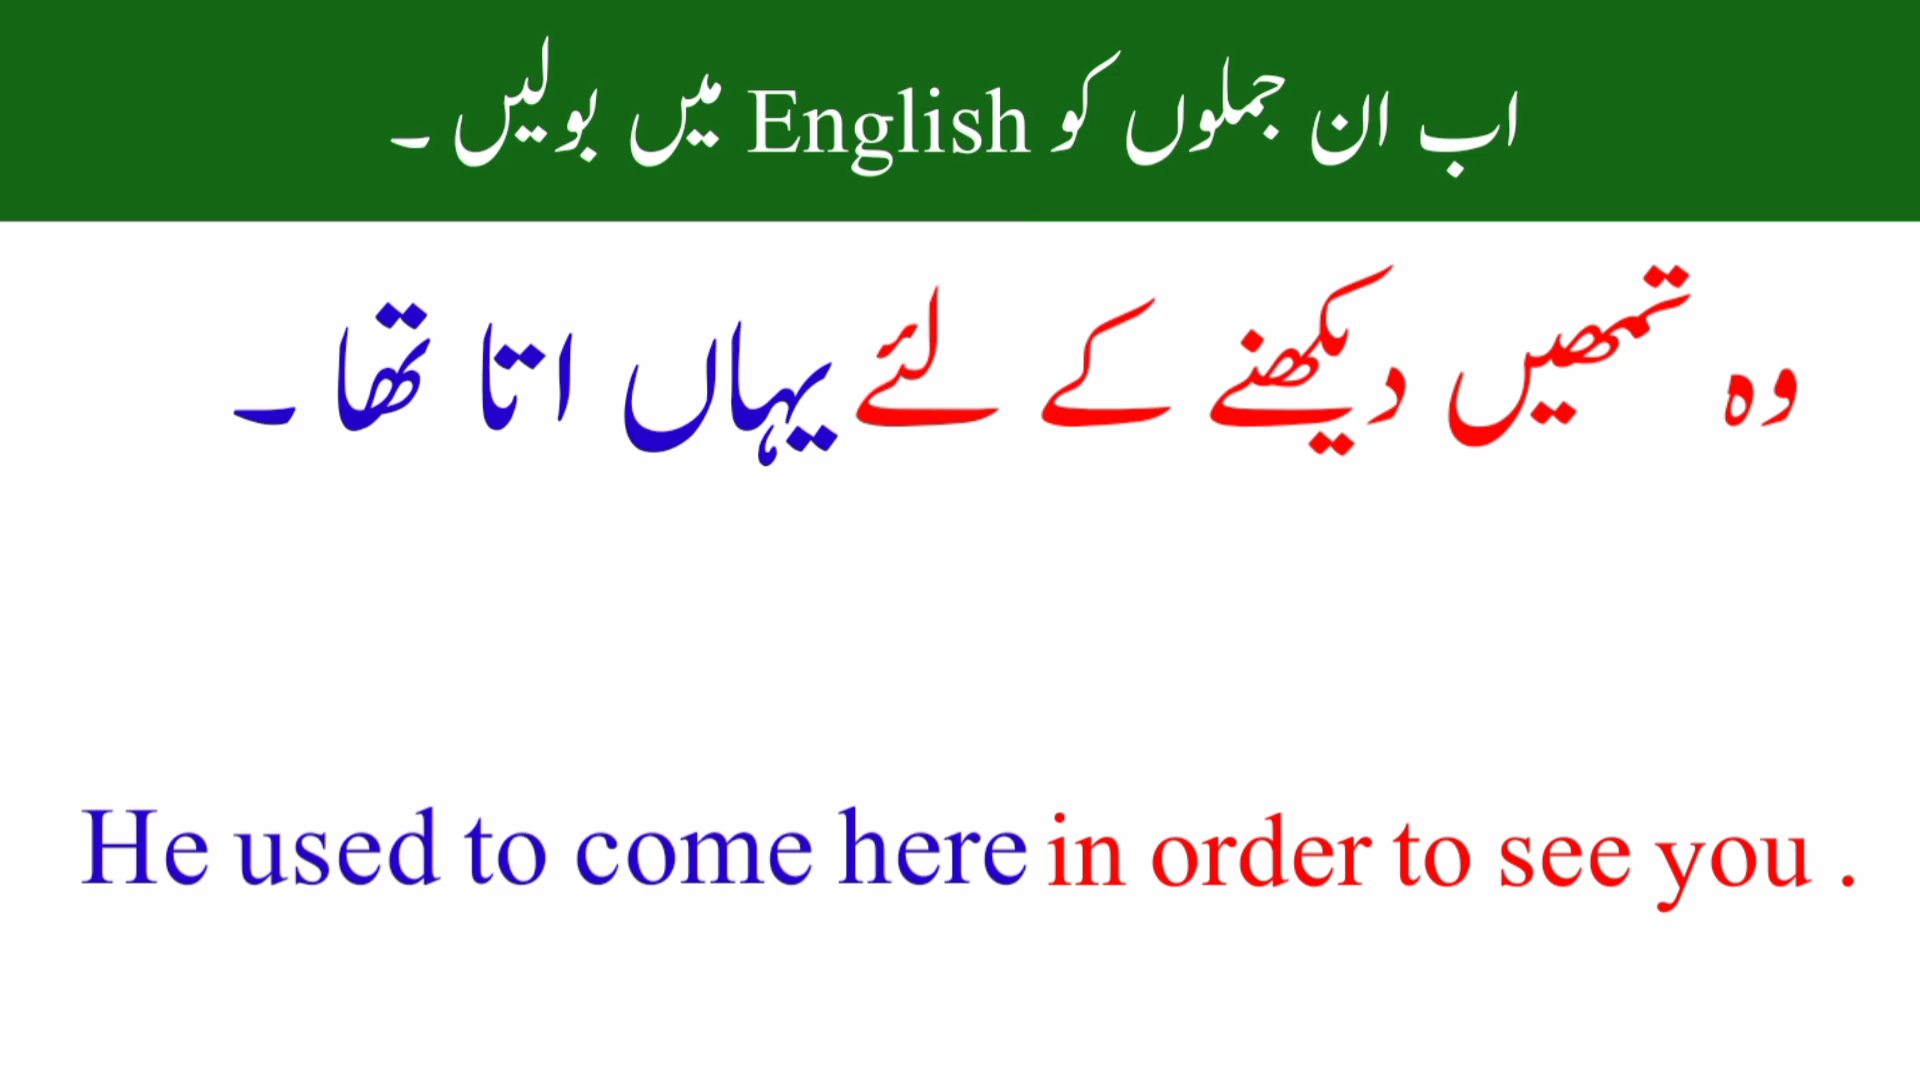 اب ان جملوں کو English میں بولیں ۔
وہ تمھیں دیکھنے کے لئے یہاں اتا تھا ۔
He used to come here in order to see you .